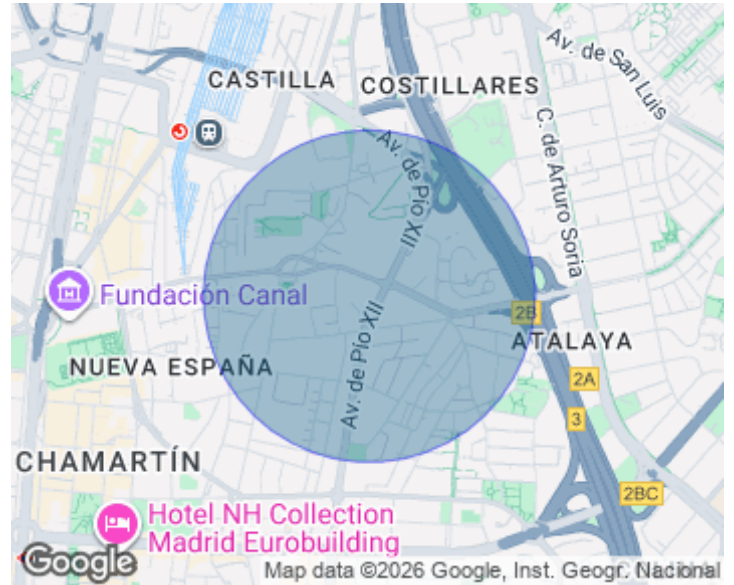 Av. de San Luis
CASTILLA
COSTILLARES
C. de Arturo Soria
Av. de Pío XII
Fundación Canal
2B
ATALAYA
Av. de Pío XII
NUEVA ESPAÑA
2A
3
CHAMARTÍN
2BC
Hotel NH Collection
Madrid Eurobuilding
Google
Map data ©2026 Google, Inst. Geogr. Nacional